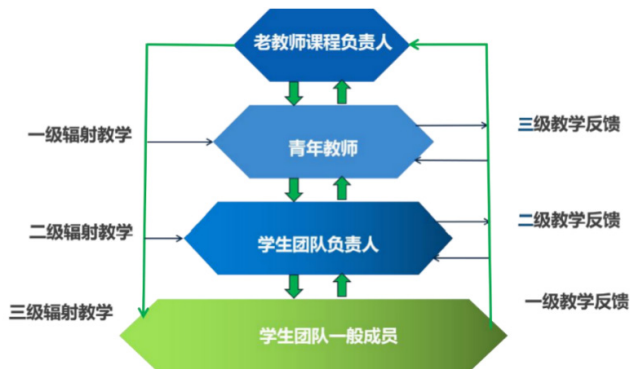 老教师课程负责人
一级辐射教学
青年教师
三级教学反馈
二级辐射教学
学生团队负责人
二级教学反馈
三级辐射教学
学生团队一般成员
一级教学反馈